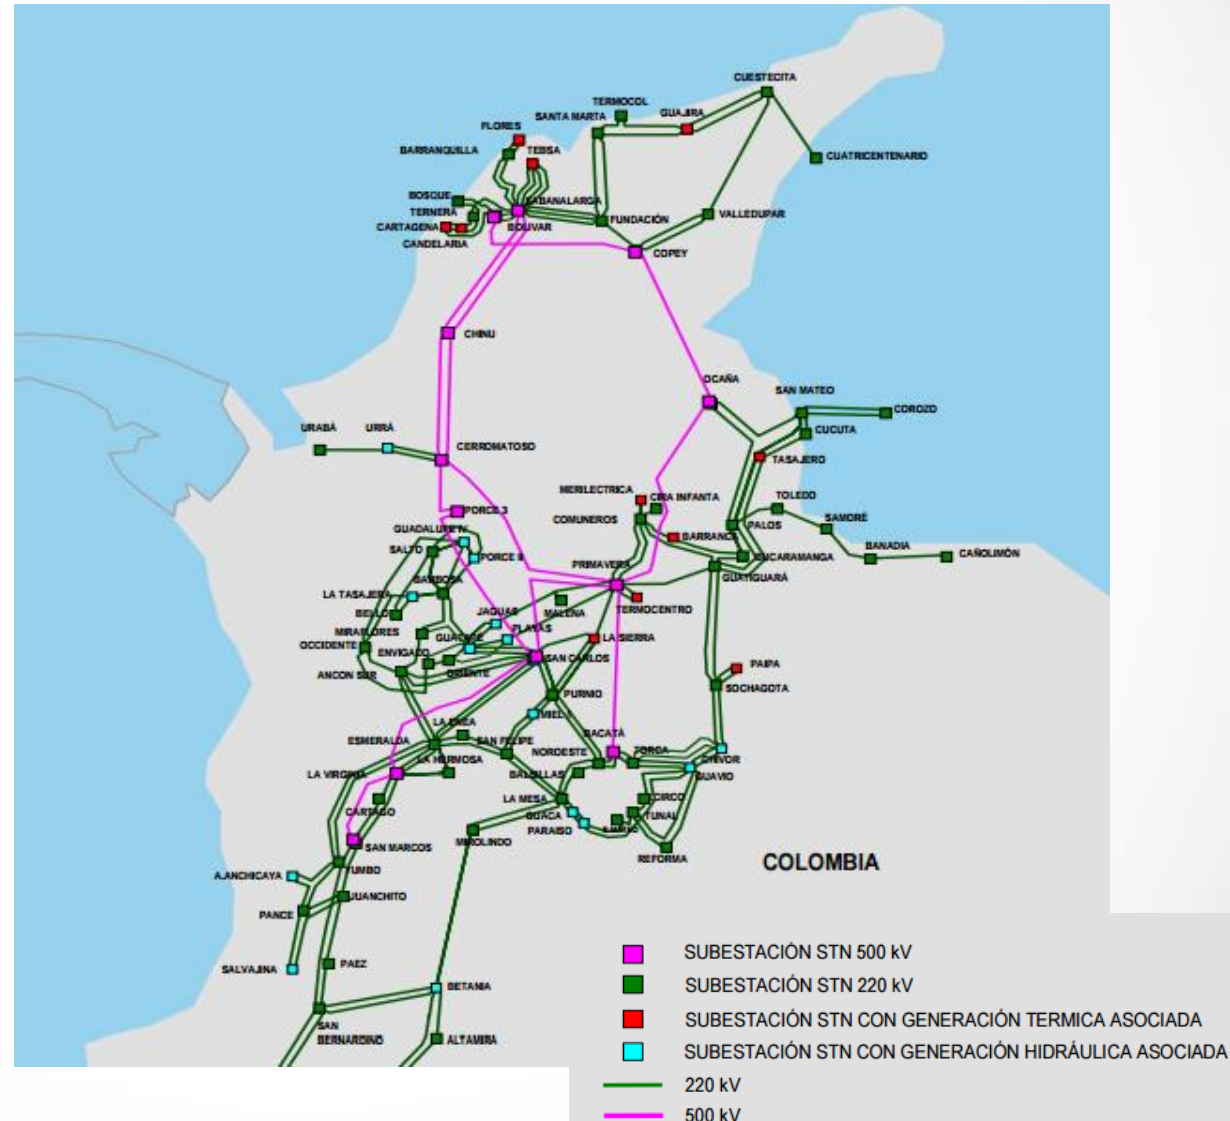 CUESTECITA
TERMOCOL
SANTA MARTA
GUAJIRA
FLORES
BARRANQUILLA
TEBSA
CUATRICENTENARIO
BOSQUE
SABANALARGA
TERNERA
FUNDACIÓN
VALLEDUPAR
CARTAGENA
BOLIVAR
CANDELARIA
COPEY
CHINU
OCAÑA
SAN MATEO
COROZO
URABÁ
URRÁ
CUCUTA
CERROMATOSO
TASAJERO
MERILECTRICA
CIRA INFANTA
TOLEDO
PORCE 3
COMUNEROS
SAMORÉ
GUADALUPE IV
PALOS
BARRANCA
SALTO
BANADIA
PORCE II
BUCARAMANGA
CAÑOLIMÓN
PRIMAVERA
GUATIGUARÁ
BARBOSA
LA TASAJERA
TERMOCENTRO
BELLO
JAGUAS
MALENA
PLAYAS
MIRAFLORES
GUATAPE
LA SIERRA
OCCIDENTE
ENVIGADO
SAN CARLOS
PAIPA
ANCON SUR
ORIENTE
SOCHAGOTA
PURNIO
MIEL I
LA ENEA
BACATÁ
ESMERALDA
SAN FELIPE
NOROESTE
TORCA
CHIVOR
LA HERMOSA
LA VIRGINIA
BALSILLAS
GUAVIO
LA MESA
CIRCO
CARTAGO
GUACA
TUNAL
PARAISO
MIROLINDO
SAN MARCOS
REFORMA
COLOMBIA
YUMBO
A.ANCHICAYA
JUANCHITO
PANCE
SALVAJINA
PAEZ
BETANIA
SAN
BERNARDINO
ALTAMIRA
SUBESTACIÓN STN 500 kV
SUBESTACIÓN STN 220 kV
SUBESTACIÓN STN CON GENERACIÓN TERMICA ASOCIADA
SUBESTACIÓN STN CON GENERACIÓN HIDRÁULICA ASOCIADA
220 kV
500 kV